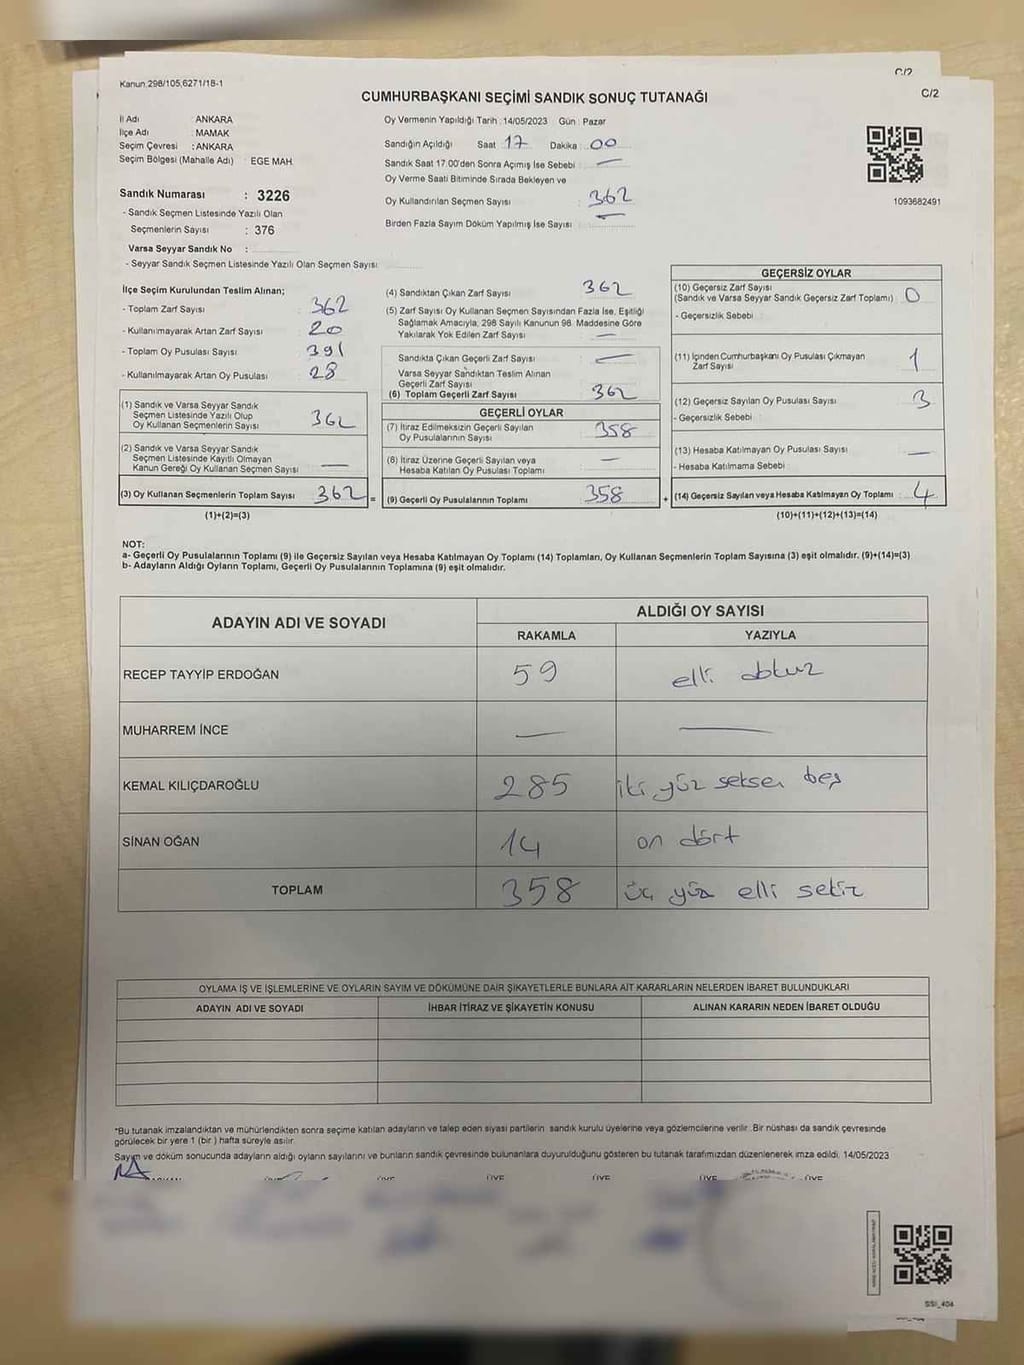 C/2
Kanun 298/105,6271/18-1
C/2
CUMHURBAŞKANI SEÇİMİ SANDIK SONUÇ TUTANAĞI
İl Adı : ANKARA
İlçe Adı : MAMAK
Seçim Çevresi : ANKARA
Seçim Bölgesi (Mahalle Adı) EGE MAH.
Sandık Numarası : 3226
- Sandık Seçmen Listesinde Yazılı Olan
Seçmenlerin Sayısı : 376
Varsa Seyyar Sandık No :
- Seyyar Sandık Seçmen Listesinde Yazılı Olan Seçmen Sayısı:
Oy Vermenin Yapıldığı Tarih : 14/05/2023 Gün : Pazar
Sandığın Açıldığı Saat 17 Dakika : 00
Sandık Saat 17.00'den Sonra Açımış İse Sebebi : —
Oy Verme Saati Bitiminde Sırada Bekleyen ve
Oy Kullandırılan Seçmen Sayısı : 362
Birden Fazla Sayım Döküm Yapılmış İse Sayısı : —
1093682491
İlçe Seçim Kurulundan Teslim Alınan;
- Toplam Zarf Sayısı : 362
- Kullanılmayarak Artan Zarf Sayısı : 20
- Toplam Oy Pusulası Sayısı : 391
- Kullanılmayarak Artan Oy Pusulası : 28
(1) Sandık ve Varsa Seyyar Sandık
Seçmen Listesinde Yazılı Olup
Oy Kullanan Seçmenlerin Sayısı : 362
(2) Sandık ve Varsa Seyyar Sandık
Seçmen Listesinde Kayıtlı Olmayan
Kanun Gereği Oy Kullanan Seçmen Sayısı : —
(3) Oy Kullanan Seçmenlerin Toplam Sayısı : 362 =
(1)+(2)=(3)
(4) Sandıktan Çıkan Zarf Sayısı : 362
(5) Zarf Sayısı Oy Kullanan Seçmen Sayısından Fazla İse, Eşitliği
Sağlamak Amacıyla, 298 Sayılı Kanunun 98. Maddesine Göre
Yakılarak Yok Edilen Zarf Sayısı : —
Sandıkta Çıkan Geçerli Zarf Sayısı : —
Varsa Seyyar Sandıktan Teslim Alınan
Geçerli Zarf Sayısı
(6) Toplam Geçerli Zarf Sayısı : 362
GEÇERLİ OYLAR
(7) İtiraz Edilmeksizin Geçerli Sayılan
Oy Pusulalarının Sayısı : 358
(8) İtiraz Üzerine Geçerli Sayılan veya
Hesaba Katılan Oy Pusulası Toplamı : —
(9) Geçerli Oy Pusulalarının Toplamı : 358 +
GEÇERSİZ OYLAR
(10) Geçersiz Zarf Sayısı
(Sandık ve Varsa Seyyar Sandık Geçersiz Zarf Toplamı) : 0
- Geçersizlik Sebebi :
(11) İçinden Cumhurbaşkanı Oy Pusulası Çıkmayan
Zarf Sayısı : 1
(12) Geçersiz Sayılan Oy Pusulası Sayısı : 3
- Geçersizlik Sebebi :
(13) Hesaba Katılmayan Oy Pusulası Sayısı : —
- Hesaba Katılmama Sebebi :
(14) Geçersiz Sayılan veya Hesaba Katılmayan Oy Toplamı : 4
(10)+(11)+(12)+(13)=(14)
NOT:
a- Geçerli Oy Pusulalarının Toplamı (9) ile Geçersiz Sayılan veya Hesaba Katılmayan Oy Toplamı (14) Toplamları, Oy Kullanan Seçmenlerin Toplam Sayısına (3) eşit olmalıdır. (9)+(14)=(3)
b- Adayların Aldığı Oyların Toplamı, Geçerli Oy Pusulalarının Toplamına (9) eşit olmalıdır.
ADAYIN ADI VE SOYADI ALDIĞI OY SAYISI
RAKAMLA YAZIYLA
RECEP TAYYİP ERDOĞAN 59 elli dokuz
MUHARREM İNCE — —
KEMAL KILIÇDAROĞLU 285 iki yüz seksen beş
SİNAN OĞAN 14 on dört
TOPLAM 358 üç yüz elli sekiz
OYLAMA İŞ VE İŞLEMLERİNE VE OYLARIN SAYIM VE DÖKÜMÜNE DAİR ŞİKAYETLERLE BUNLARA AİT KARARLARIN NELERDEN İBARET BULUNDUKLARI
ADAYIN ADI VE SOYADI İHBAR İTİRAZ VE ŞİKAYETİN KONUSU ALINAN KARARIN NEDEN İBARET OLDUĞU
*Bu tutanak imzalandıktan ve mühürlendikten sonra seçime katılan adayların ve talep eden siyasi partilerin sandık kurulu üyelerine veya gözlemcilerine verilir. Bir nüshası da sandık çevresinde
görülecek bir yere 1 (bir) hafta süreyle asılır.
Sayım ve döküm sonucunda adayların aldığı oyların sayılarını ve bunların sandık çevresinde bulunanlara duyurulduğunu gösteren bu tutanak tarafımızdan düzenlenerek imza edildi. 14/05/2023
ÜYE ÜYE ÜYE ÜYE
SSI_404